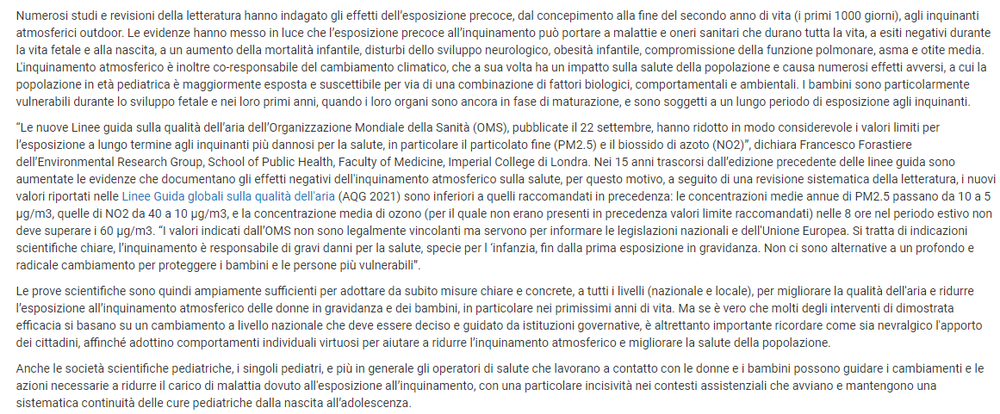 Numerosi studi e revisioni della letteratura hanno indagato gli effetti dell’esposizione precoce, dal concepimento alla fine del secondo anno di vita (i primi 1000 giorni), agli inquinanti
atmosferici outdoor. Le evidenze hanno messo in luce che l’esposizione precoce all’inquinamento può portare a malattie e oneri sanitari che durano tutta la vita, a esiti negativi durante
la vita fetale e alla nascita, a un aumento della mortalità infantile, disturbi dello sviluppo neurologico, obesità infantile, compromissione della funzione polmonare, asma e otite media.
L'inquinamento atmosferico è inoltre co-responsabile del cambiamento climatico, che a sua volta ha un impatto sulla salute della popolazione e causa numerosi effetti avversi, a cui la
popolazione in età pediatrica è maggiormente esposta e suscettibile per via di una combinazione di fattori biologici, comportamentali e ambientali. I bambini sono particolarmente
vulnerabili durante lo sviluppo fetale e nei loro primi anni, quando i loro organi sono ancora in fase di maturazione, e sono soggetti a un lungo periodo di esposizione agli inquinanti.
“Le nuove Linee guida sulla qualità dell’aria dell’Organizzazione Mondiale della Sanità (OMS), pubblicate il 22 settembre, hanno ridotto in modo considerevole i valori limiti per
l’esposizione a lungo termine agli inquinanti più dannosi per la salute, in particolare il particolato fine (PM2.5) e il biossido di azoto (NO2)”, dichiara Francesco Forastiere
dell’Environmental Research Group, School of Public Health, Faculty of Medicine, Imperial College di Londra. Nei 15 anni trascorsi dall’edizione precedente delle linee guida sono
aumentate le evidenze che documentano gli effetti negativi dell'inquinamento atmosferico sulla salute, per questo motivo, a seguito di una revisione sistematica della letteratura, i nuovi
valori riportati nelle Linee Guida globali sulla qualità dell'aria (AQG 2021) sono inferiori a quelli raccomandati in precedenza: le concentrazioni medie annue di PM2.5 passano da 10 a 5
µg/m3, quelle di NO2 da 40 a 10 µg/m3, e la concentrazione media di ozono (per il quale non erano presenti in precedenza valori limite raccomandati) nelle 8 ore nel periodo estivo non
deve superare i 60 µg/m3. “I valori indicati dall’OMS non sono legalmente vincolanti ma servono per informare le legislazioni nazionali e dell'Unione Europea. Si tratta di indicazioni
scientifiche chiare, l’inquinamento è responsabile di gravi danni per la salute, specie per l ‘infanzia, fin dalla prima esposizione in gravidanza. Non ci sono alternative a un profondo e
radicale cambiamento per proteggere i bambini e le persone più vulnerabili”.
Le prove scientifiche sono quindi ampiamente sufficienti per adottare da subito misure chiare e concrete, a tutti i livelli (nazionale e locale), per migliorare la qualità dell'aria e ridurre
l’esposizione all’inquinamento atmosferico delle donne in gravidanza e dei bambini, in particolare nei primissimi anni di vita. Ma se è vero che molti degli interventi di dimostrata
efficacia si basano su un cambiamento a livello nazionale che deve essere deciso e guidato da istituzioni governative, è altrettanto importante ricordare come sia nevralgico l'apporto
dei cittadini, affinché adottino comportamenti individuali virtuosi per aiutare a ridurre l’inquinamento atmosferico e migliorare la salute della popolazione.
Anche le società scientifiche pediatriche, i singoli pediatri, e più in generale gli operatori di salute che lavorano a contatto con le donne e i bambini possono guidare i cambiamenti e le
azioni necessarie a ridurre il carico di malattia dovuto all'esposizione all’inquinamento, con una particolare incisività nei contesti assistenziali che avviano e mantengono una
sistematica continuità delle cure pediatriche dalla nascita all’adolescenza.